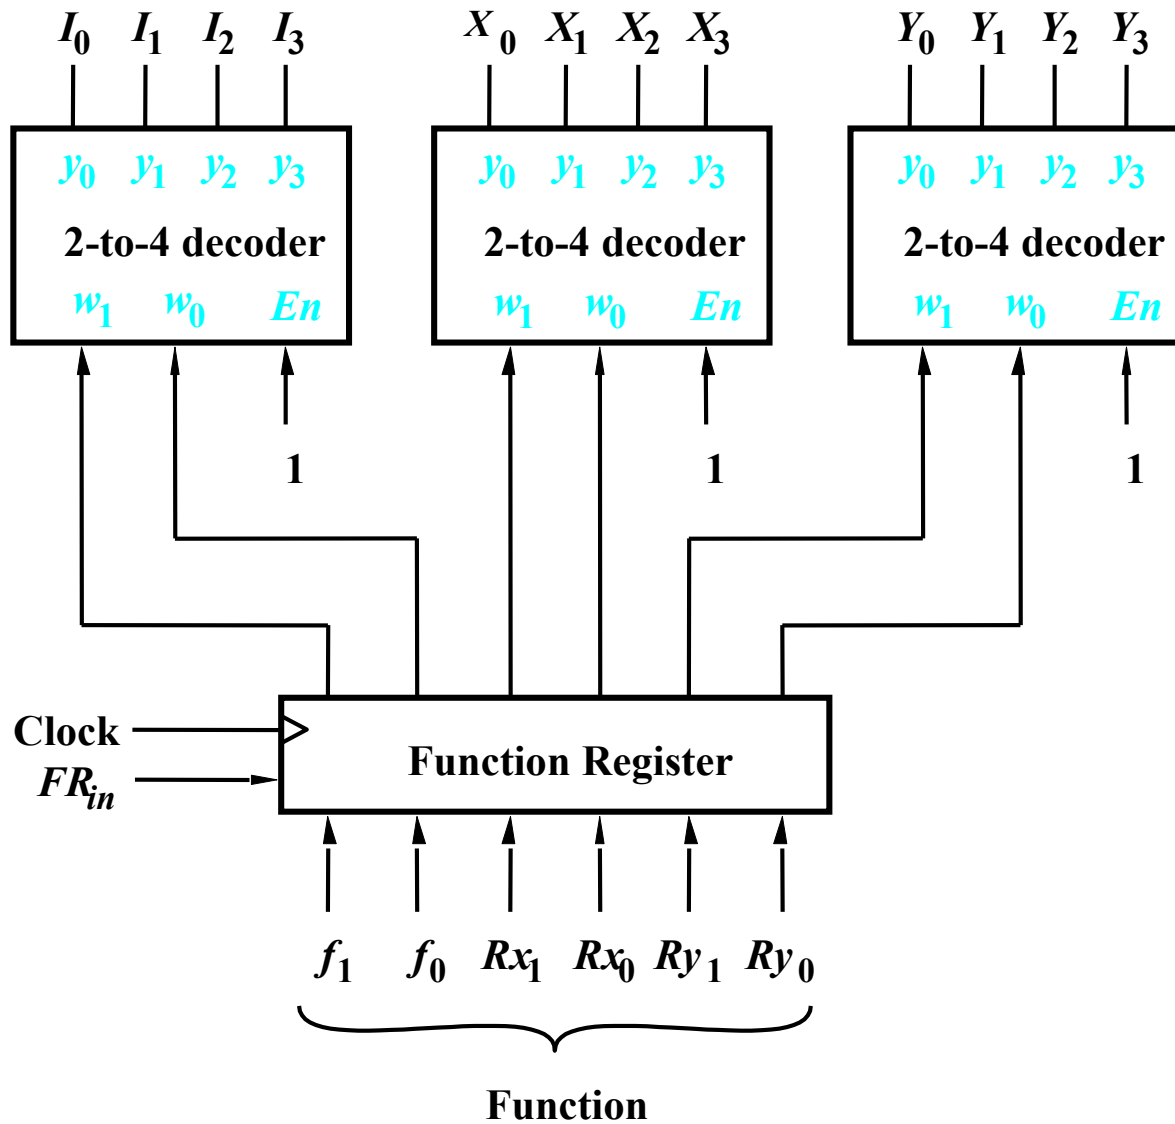 I0 I1 I2 I3 X0 X1 X2 X3 Y0 Y1 Y2 Y3
y0 y1 y2 y3 y0 y1 y2 y3 y0 y1 y2 y3
2-to-4 decoder 2-to-4 decoder 2-to-4 decoder
w1 w0 En w1 w0 En w1 w0 En
1 1 1
Clock
Function Register
FRin
f1 f0 Rx1 Rx0 Ry1 Ry0
Function